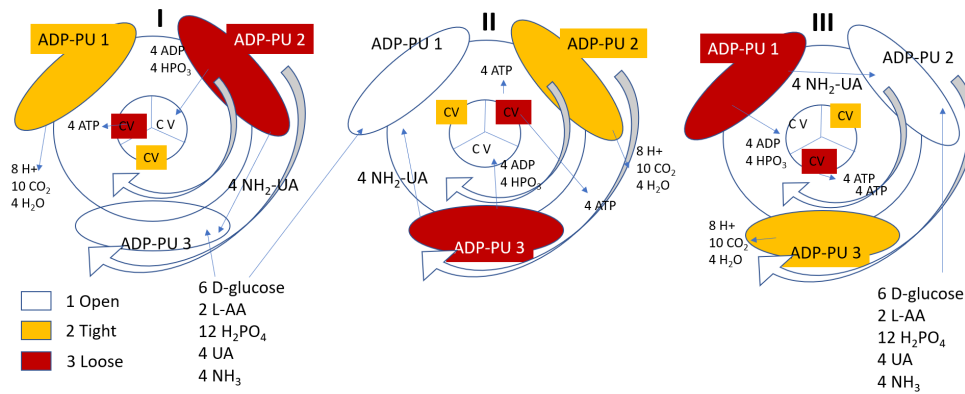 I
ADP-PU 1
ADP-PU 2
4 ADP
4 HPO3
4 ATP
CV
C V
CV
8 H+
10 CO2
4 H2O
4 NH2-UA
ADP-PU 3
6 D-glucose
2 L-AA
12 H2PO4
4 UA
4 NH3
1 Open
2 Tight
3 Loose
II
ADP-PU 1
ADP-PU 2
4 ATP
CV
CV
C V
4 ADP
4 HPO3
4 NH2-UA
4 ATP
8 H+
10 CO2
4 H2O
ADP-PU 3
III
ADP-PU 1
ADP-PU 2
4 NH2-UA
C V
CV
CV
4 ADP
4 HPO3
4 ATP
4 ATP
8 H+
10 CO2
4 H2O
ADP-PU 3
6 D-glucose
2 L-AA
12 H2PO4
4 UA
4 NH3